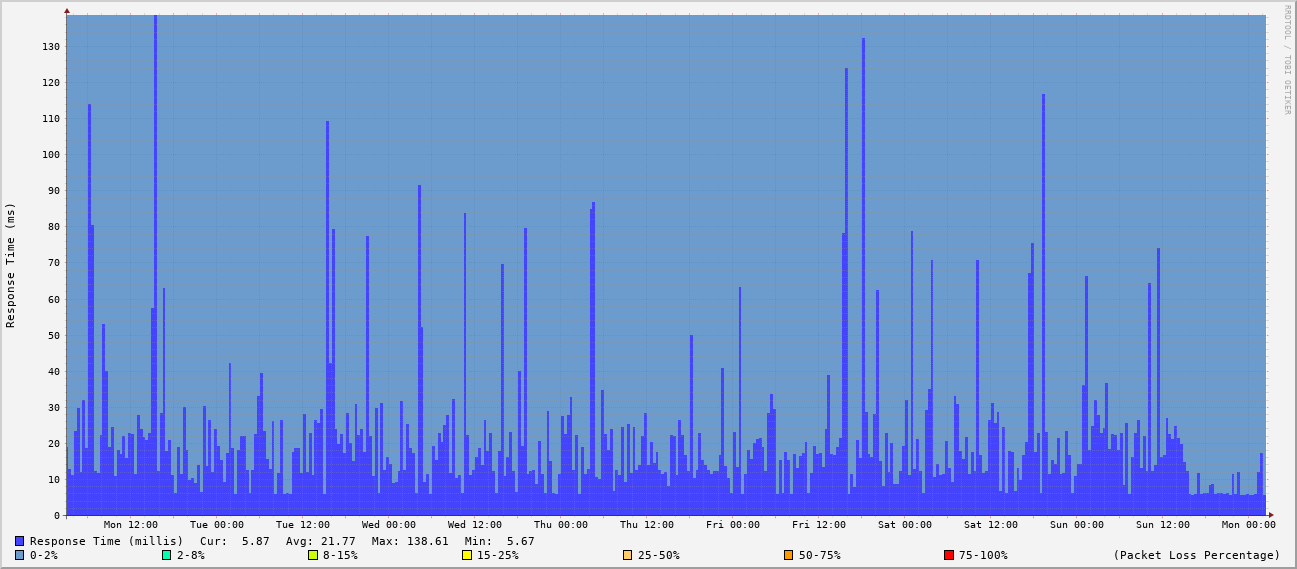 RRDTOOL / TOBI OETIKER
Response Time (ms)
130
120
110
100
90
80
70
60
50
40
30
20
10
0
Mon 12:00 Tue 00:00 Tue 12:00 Wed 00:00 Wed 12:00 Thu 00:00 Thu 12:00 Fri 00:00 Fri 12:00 Sat 00:00 Sat 12:00 Sun 00:00 Sun 12:00 Mon 00:00
Response Time (millis) Cur: 5.87 Avg: 21.77 Max: 138.61 Min: 5.67
0-2% 2-8% 8-15% 15-25% 25-50% 50-75% 75-100% (Packet Loss Percentage)